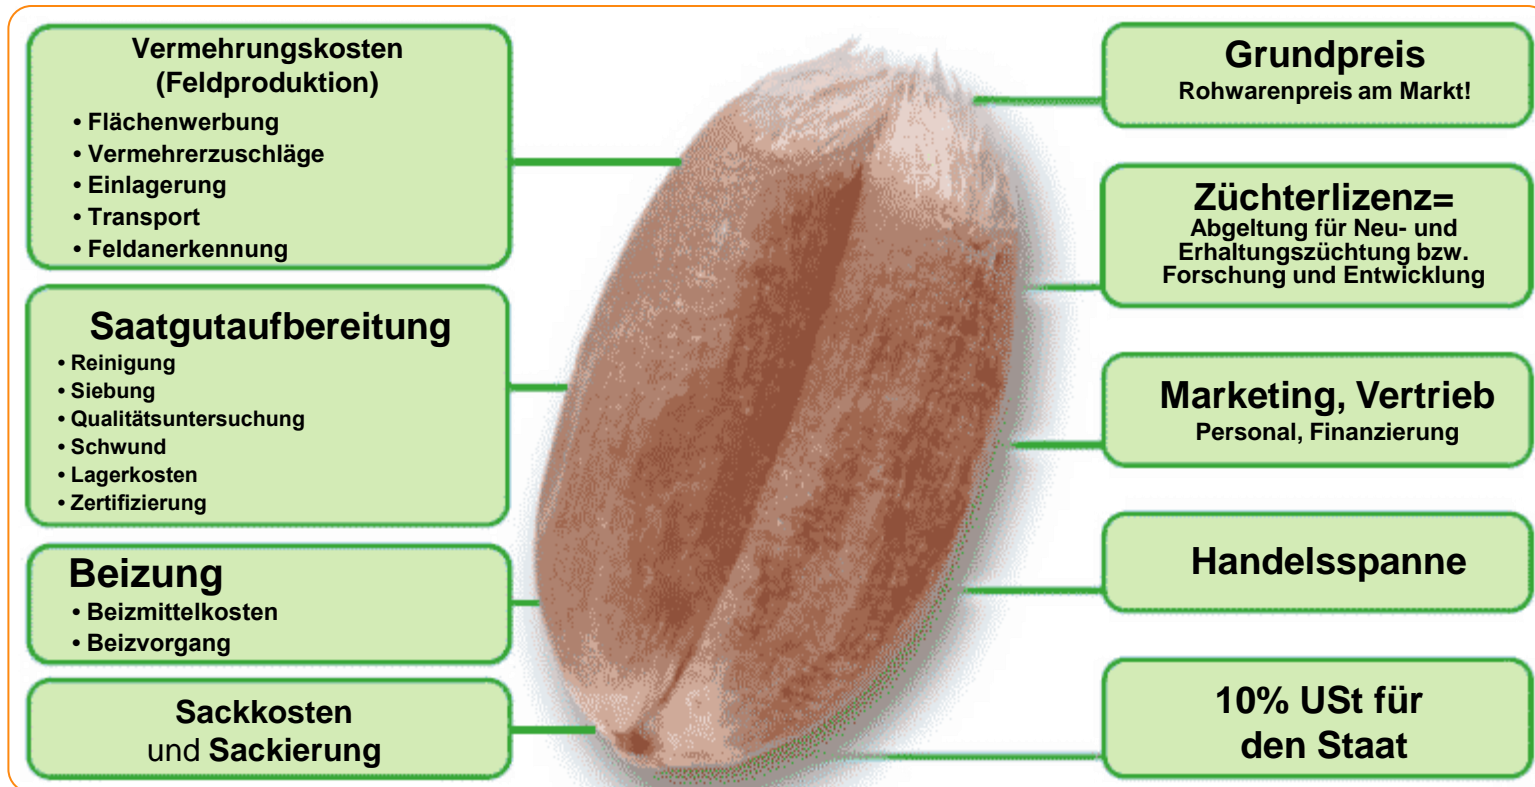 Vermehrungskosten
(Feldproduktion)
• Flächenwerbung
• Vermehrerzuschläge
• Einlagerung
• Transport
• Feldanerkennung
Saatgutaufbereitung
• Reinigung
• Siebung
• Qualitätsuntersuchung
• Schwund
• Lagerkosten
• Zertifizierung
Beizung
• Beizmittelkosten
• Beizvorgang
Sackkosten
und Sackierung
Grundpreis
Rohwarenpreis am Markt!
Züchterlizenz=
Abgeltung für Neu- und
Erhaltungszüchtung bzw.
Forschung und Entwicklung
Marketing, Vertrieb
Personal, Finanzierung
Handelsspanne
10% USt für
den Staat